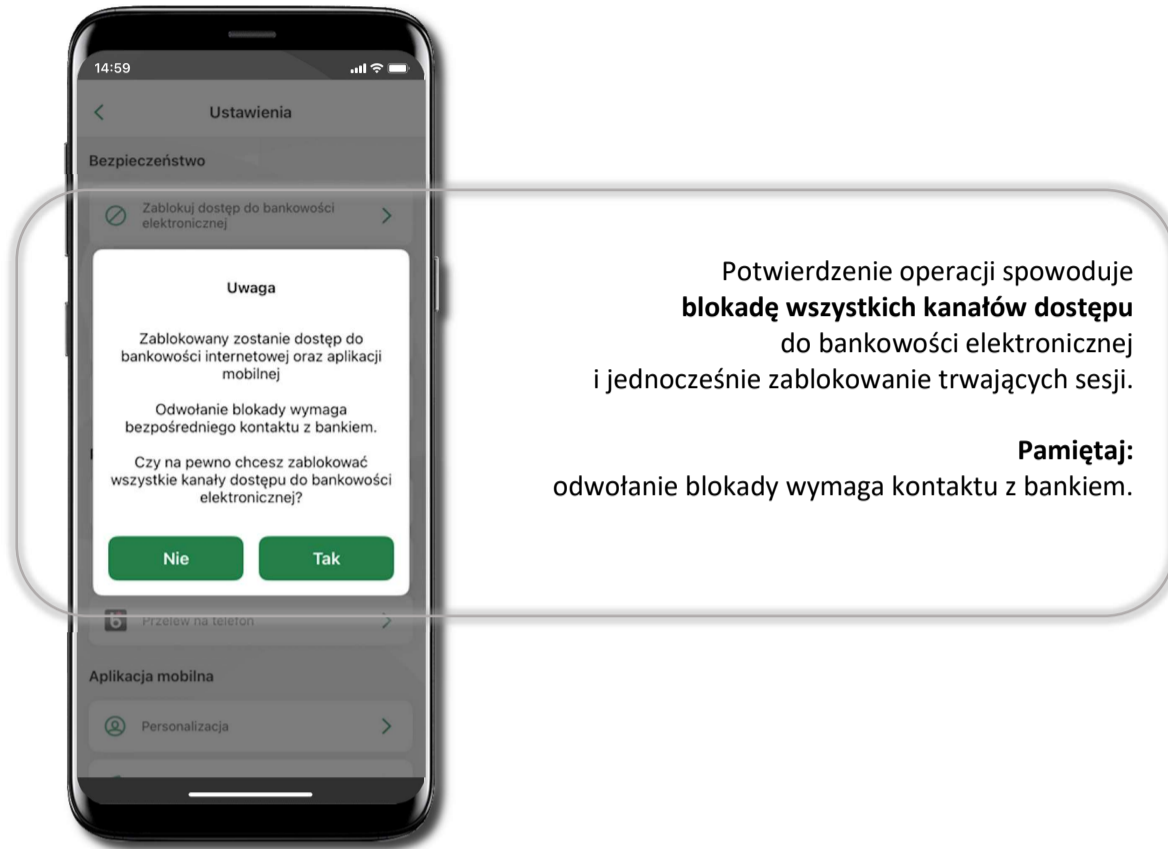 14:59
Ustawienia
Bezpieczeństwo
Zablokuj dostęp do bankowości
elektronicznej
Uwaga
Zablokowany zostanie dostęp do
bankowości internetowej oraz aplikacji
mobilnej
Odwołanie blokady wymaga
bezpośredniego kontaktu z bankiem.
Czy na pewno chcesz zablokować
wszystkie kanały dostępu do bankowości
elektronicznej?
Nie
Tak
Przelew na telefon
Aplikacja mobilna
Personalizacja
Potwierdzenie operacji spowoduje
blokadę wszystkich kanałów dostępu
do bankowości elektronicznej
i jednocześnie zablokowanie trwających sesji.
Pamiętaj:
odwołanie blokady wymaga kontaktu z bankiem.